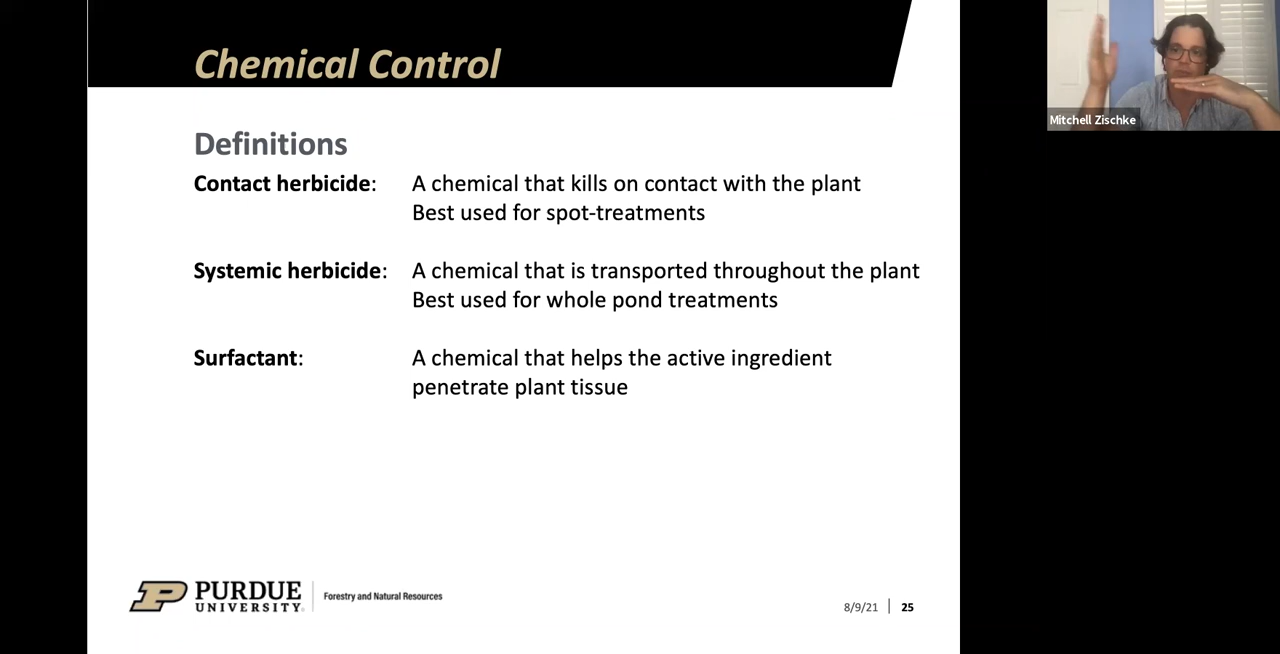 Chemical Control
Mitchell Zischke
Definitions
Contact herbicide: A chemical that kills on contact with the plant
Best used for spot-treatments
Systemic herbicide: A chemical that is transported throughout the plant
Best used for whole pond treatments
Surfactant: A chemical that helps the active ingredient
penetrate plant tissue
P PURDUE
UNIVERSITY®
Forestry and Natural Resources
8/9/21 | 25